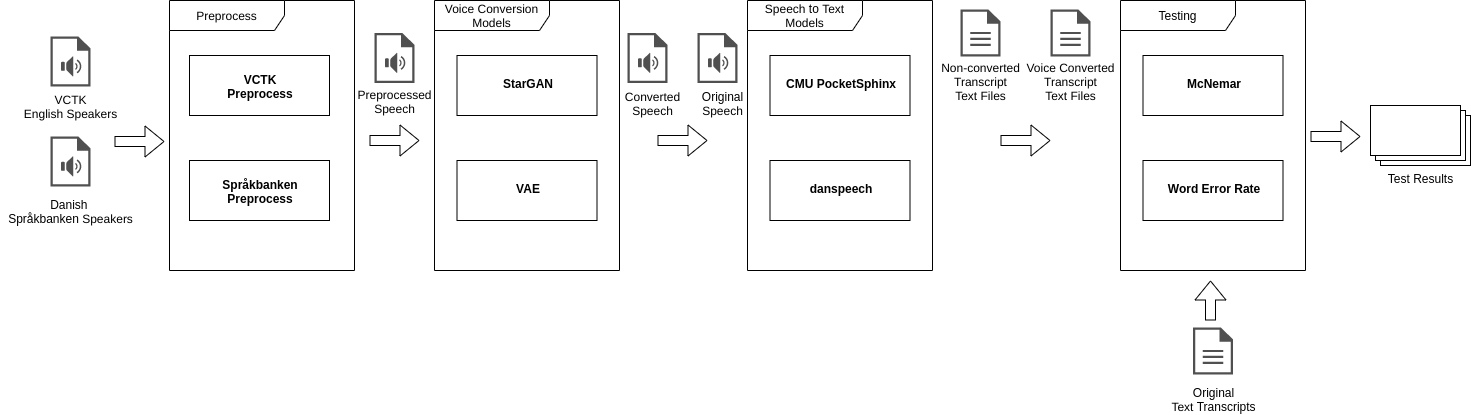 VCTK
English Speakers
Danish
Språkbanken Speakers
Preprocess
VCTK
Preprocess
Språkbanken
Preprocess
Preprocessed
Speech
Voice Conversion
Models
StarGAN
VAE
Converted
Speech
Original
Speech
Speech to Text
Models
CMU PocketSphinx
danspeech
Non-converted
Transcript
Text Files
Voice Converted
Transcript
Text Files
Testing
McNemar
Word Error Rate
Original
Text Transcripts
Test Results